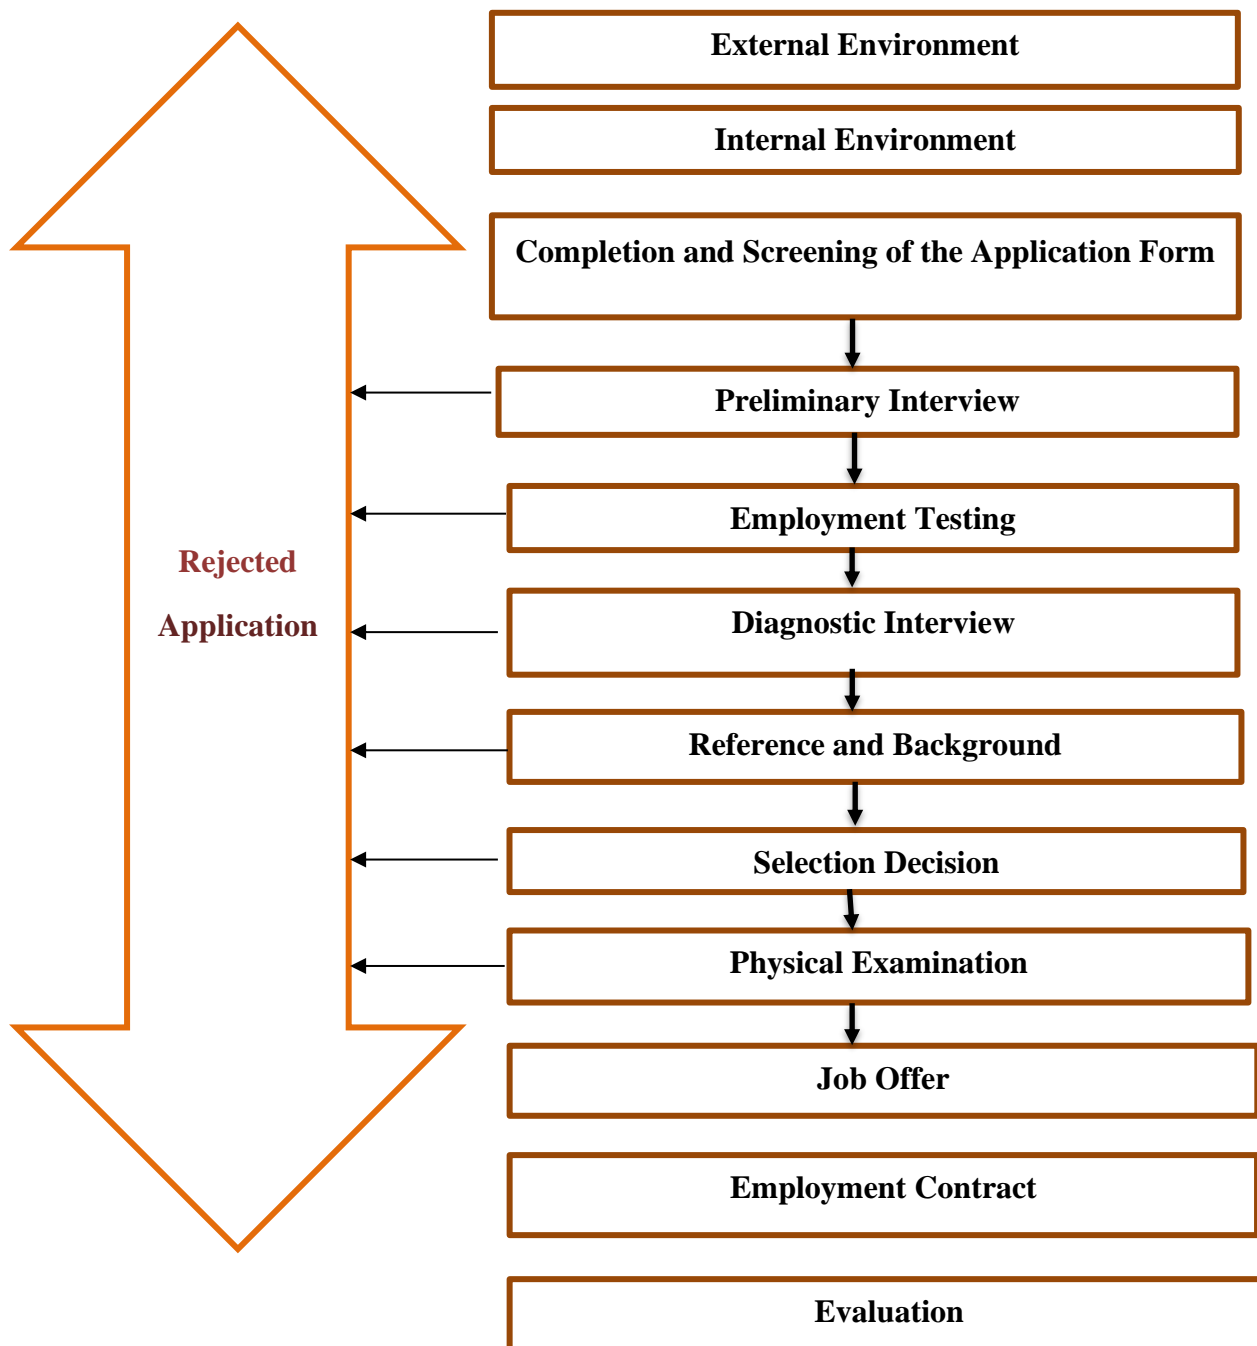 External Environment
Internal Environment
Completion and Screening of the Application Form
Preliminary Interview
Employment Testing
Rejected
Application
Diagnostic Interview
Reference and Background
Selection Decision
Physical Examination
Job Offer
Employment Contract
Evaluation